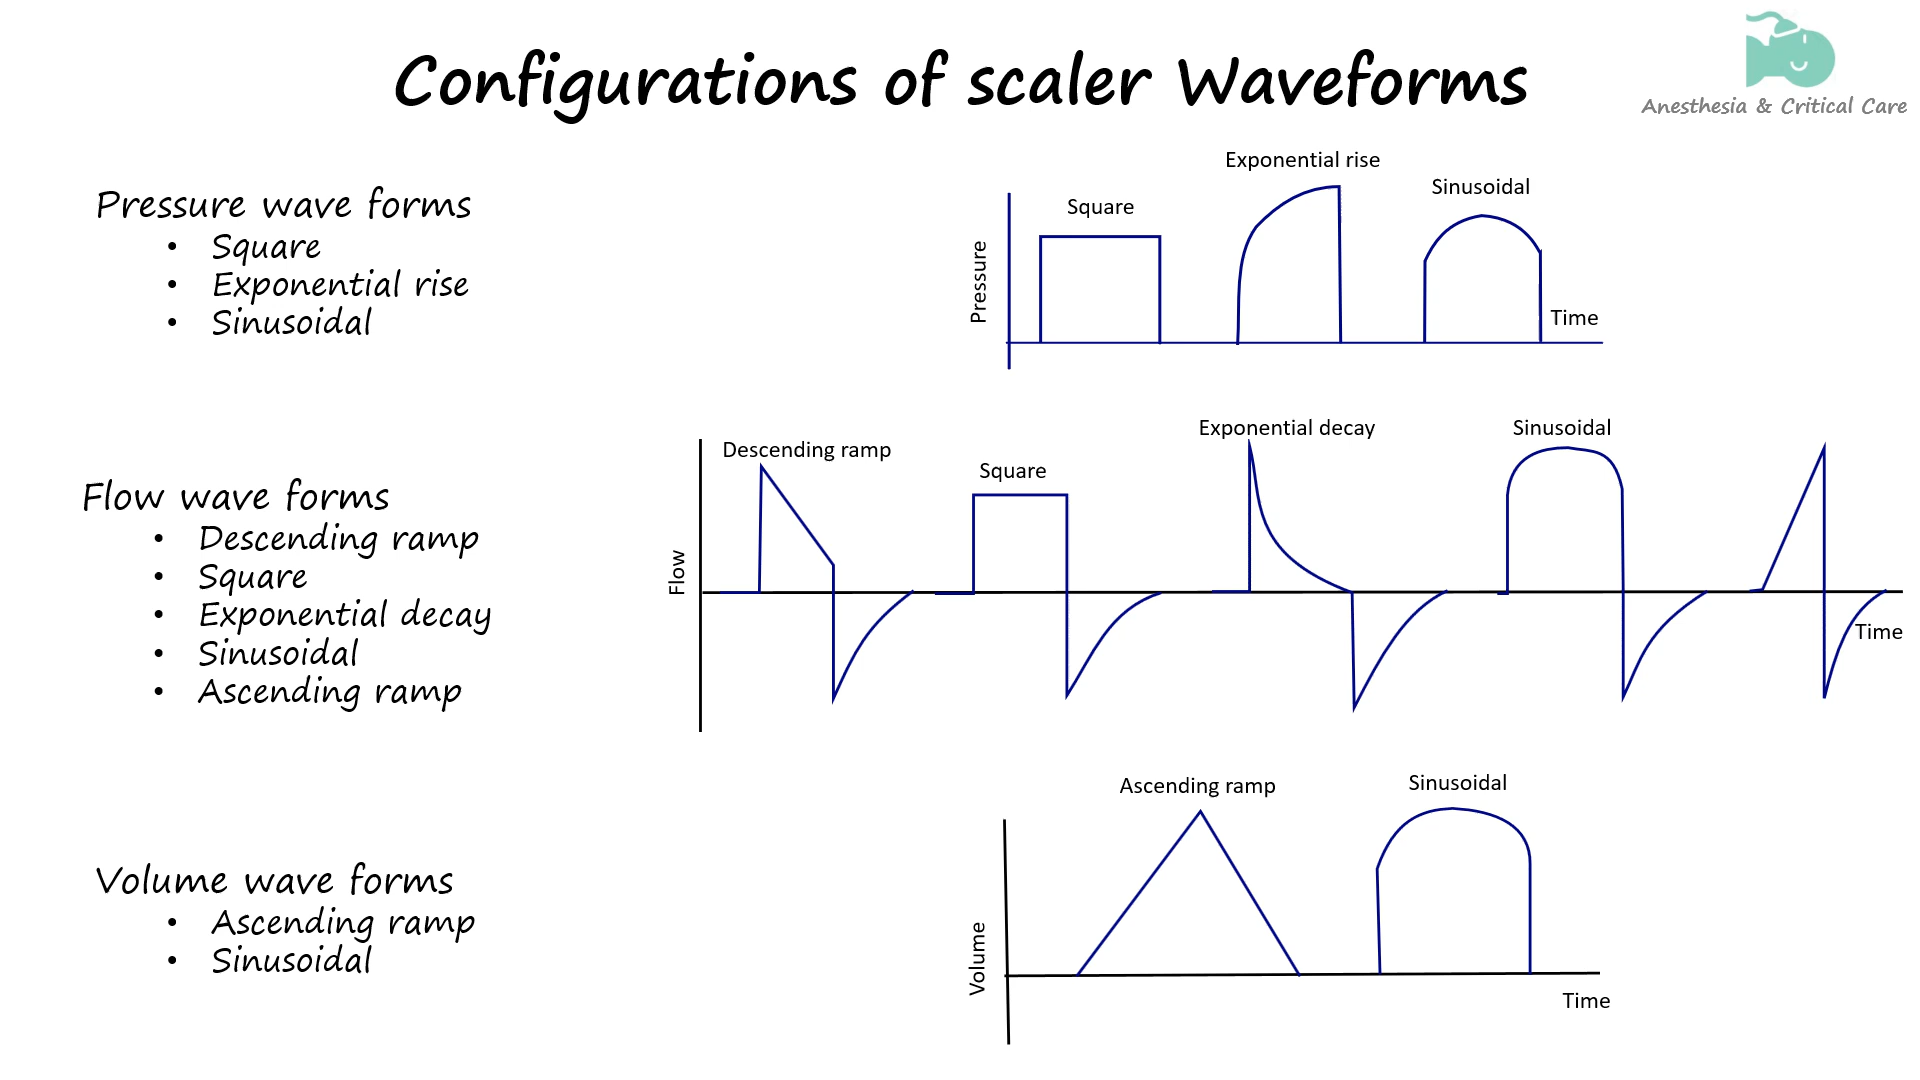 Configurations of scaler Waveforms
Anesthesia & Critical Care
Pressure wave forms
• Square
• Exponential rise
• Sinusoidal
Pressure
Square
Exponential rise
Sinusoidal
Time
Flow wave forms
• Descending ramp
• Square
• Exponential decay
• Sinusoidal
• Ascending ramp
Flow
Descending ramp
Square
Exponential decay
Sinusoidal
Time
Volume wave forms
• Ascending ramp
• Sinusoidal
Volume
Ascending ramp
Sinusoidal
Time